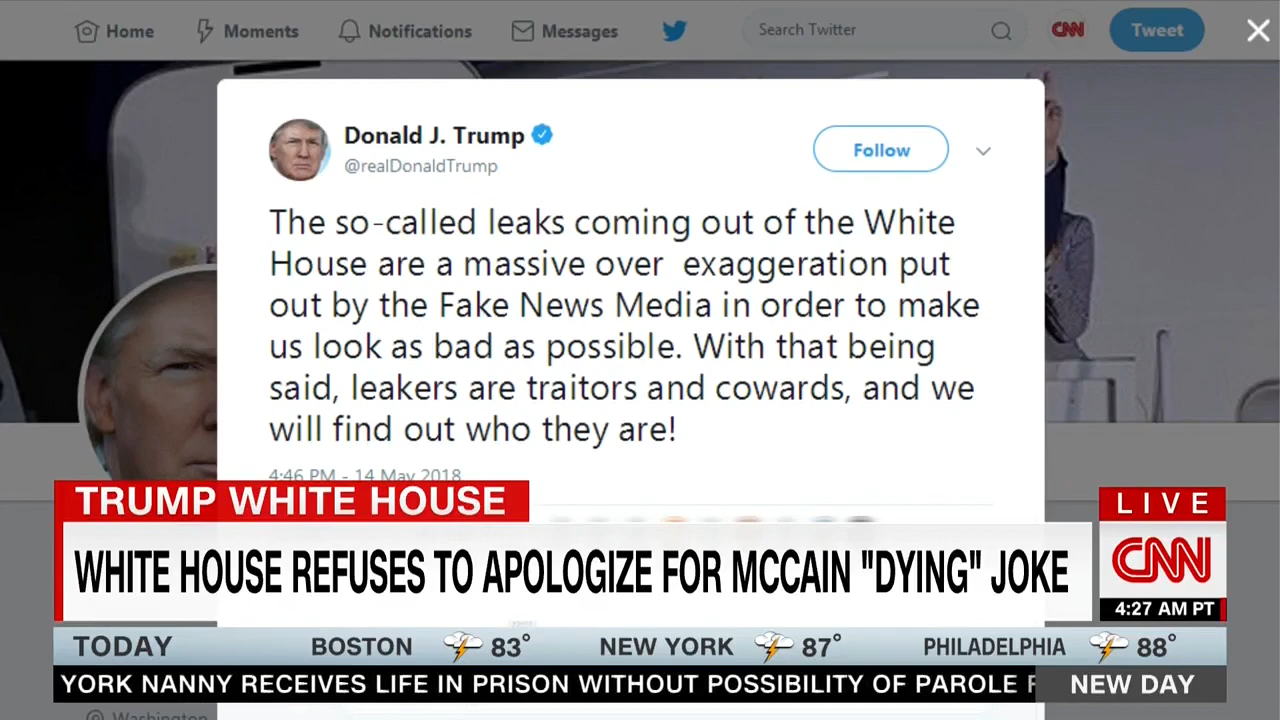 Home Moments Notifications Messages Search Twitter CNN Tweet
Donald J. Trump
@realDonaldTrump
Follow
The so-called leaks coming out of the White
House are a massive over exaggeration put
out by the Fake News Media in order to make
us look as bad as possible. With that being
said, leakers are traitors and cowards, and we
will find out who they are!
4:46 PM - 14 May 2018
TRUMP WHITE HOUSE
WHITE HOUSE REFUSES TO APOLOGIZE FOR MCCAIN "DYING" JOKE
LIVE
CNN
4:27 AM PT
TODAY BOSTON 83° NEW YORK 87° PHILADELPHIA 88°
YORK NANNY RECEIVES LIFE IN PRISON WITHOUT POSSIBILITY OF PAROLE
NEW DAY
Washington